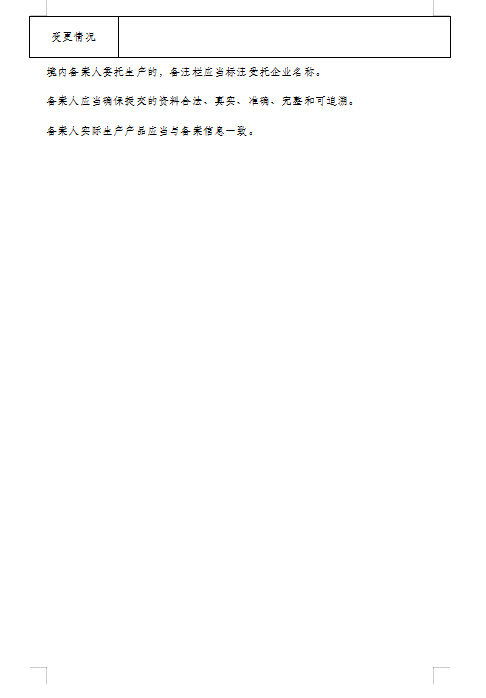 变更情况
境内备案人委托生产的，备注栏应当标注受托企业名称。
备案人应当确保提交的资料合法、真实、准确、完整和可追溯。
备案人实际生产产品应当与备案信息一致。